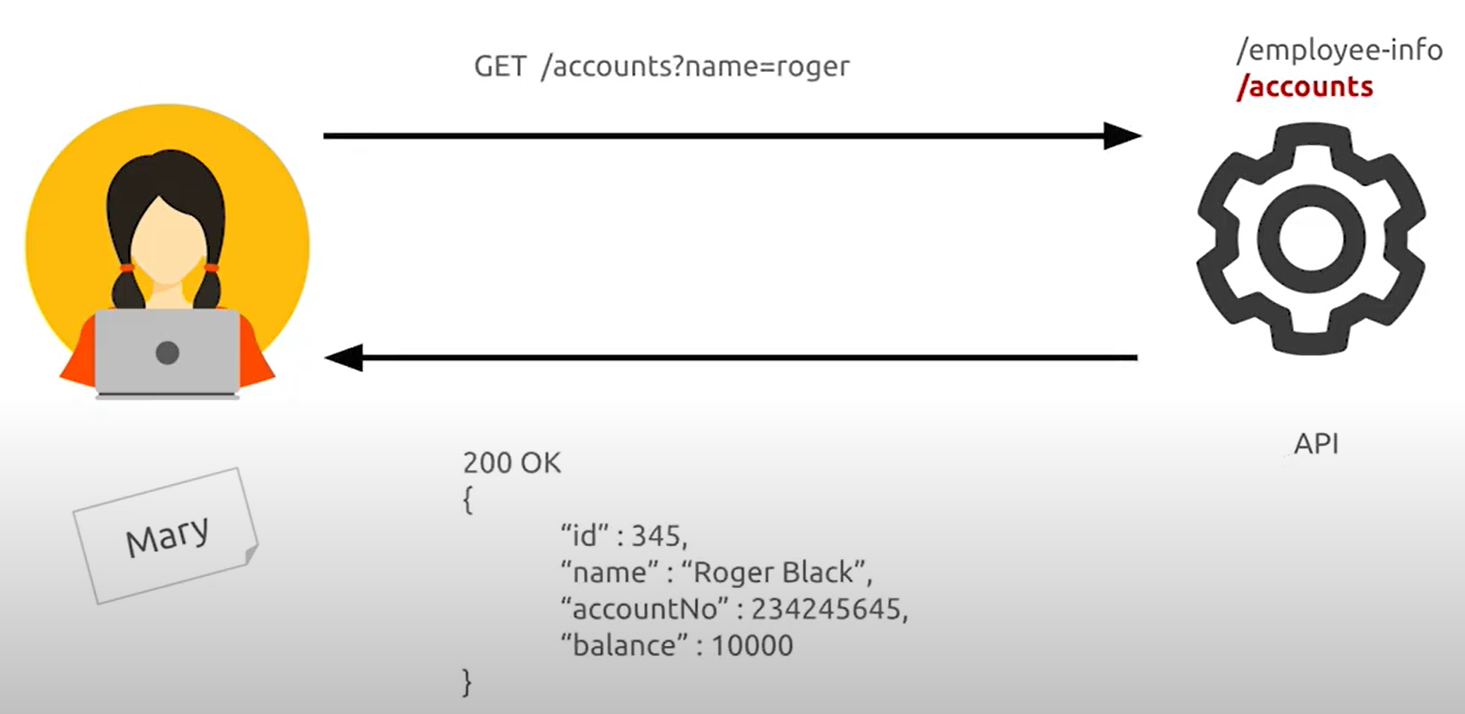 GET /accounts?name=roger
/employee-info
/accounts
API
Mary
200 OK
{
“id” : 345,
“name” : “Roger Black”,
“accountNo” : 234245645,
“balance” : 10000
}